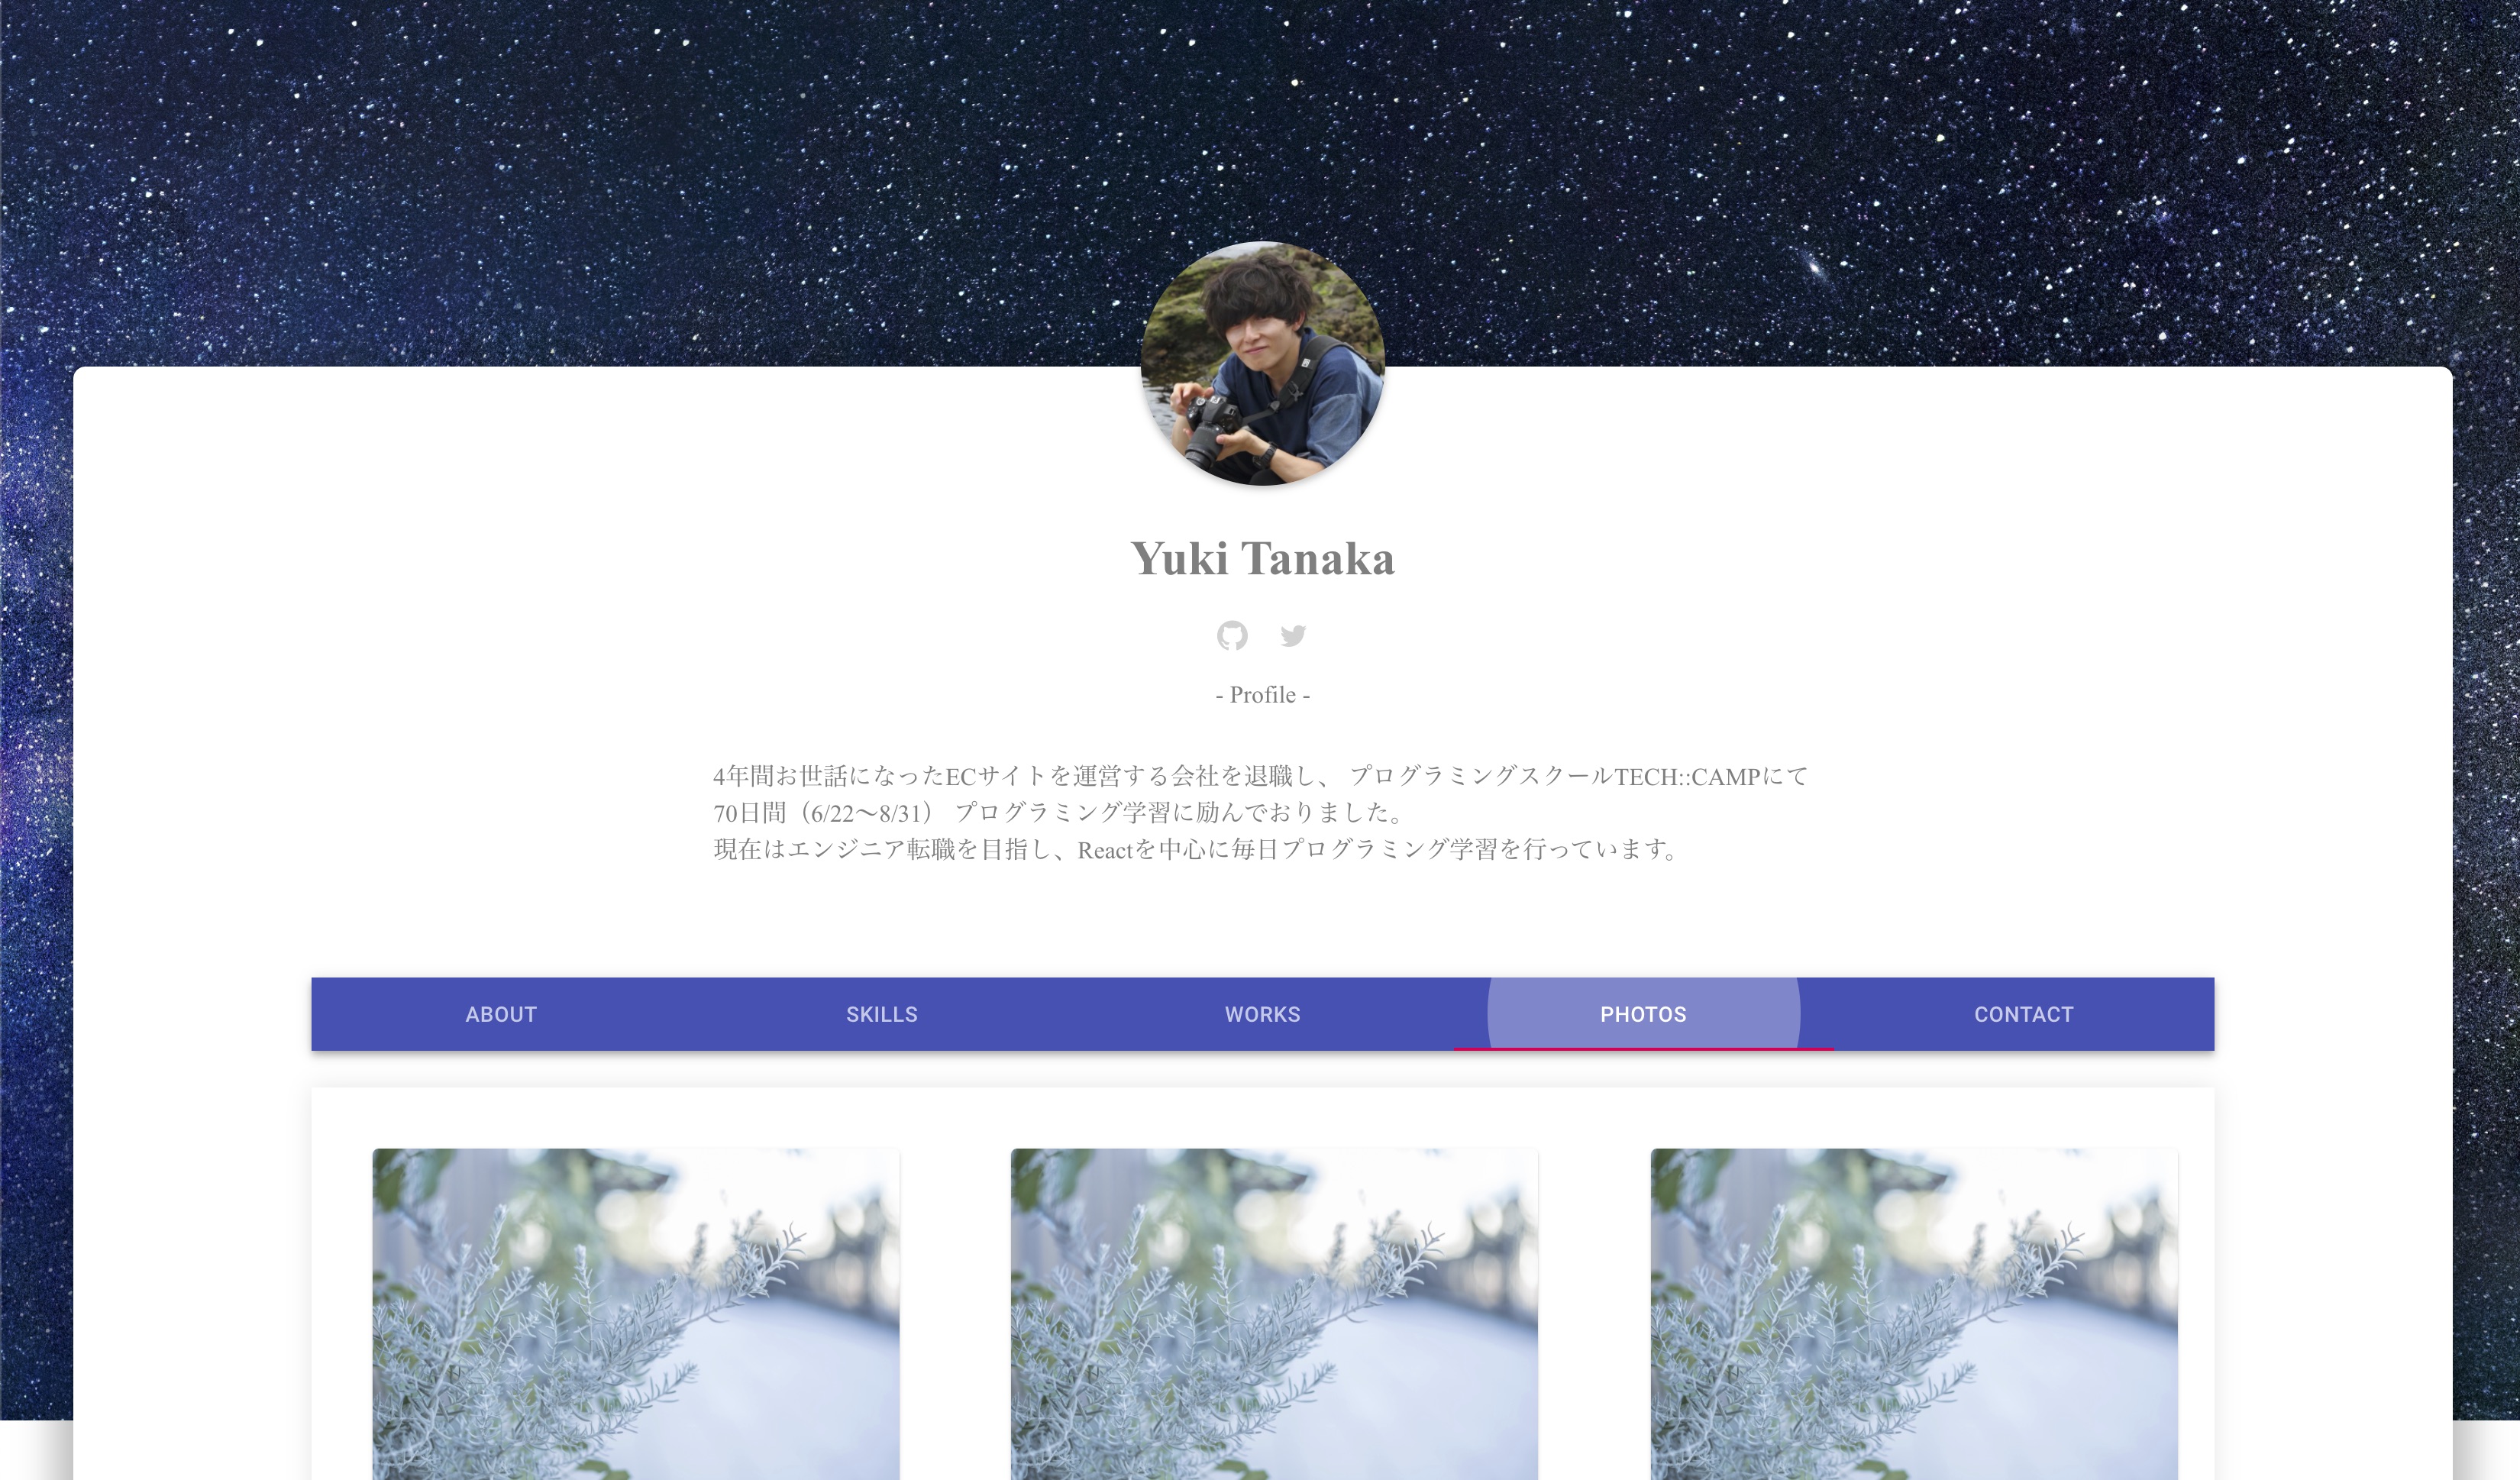 Yuki Tanaka
- Profile -
4年間お世話になったECサイトを運営する会社を退職し、 プログラミングスクールTECH::CAMPにて
70日間（6/22〜8/31） プログラミング学習に励んでおりました。
現在はエンジニア転職を目指し、Reactを中心に毎日プログラミング学習を行っています。
ABOUT
SKILLS
WORKS
PHOTOS
CONTACT